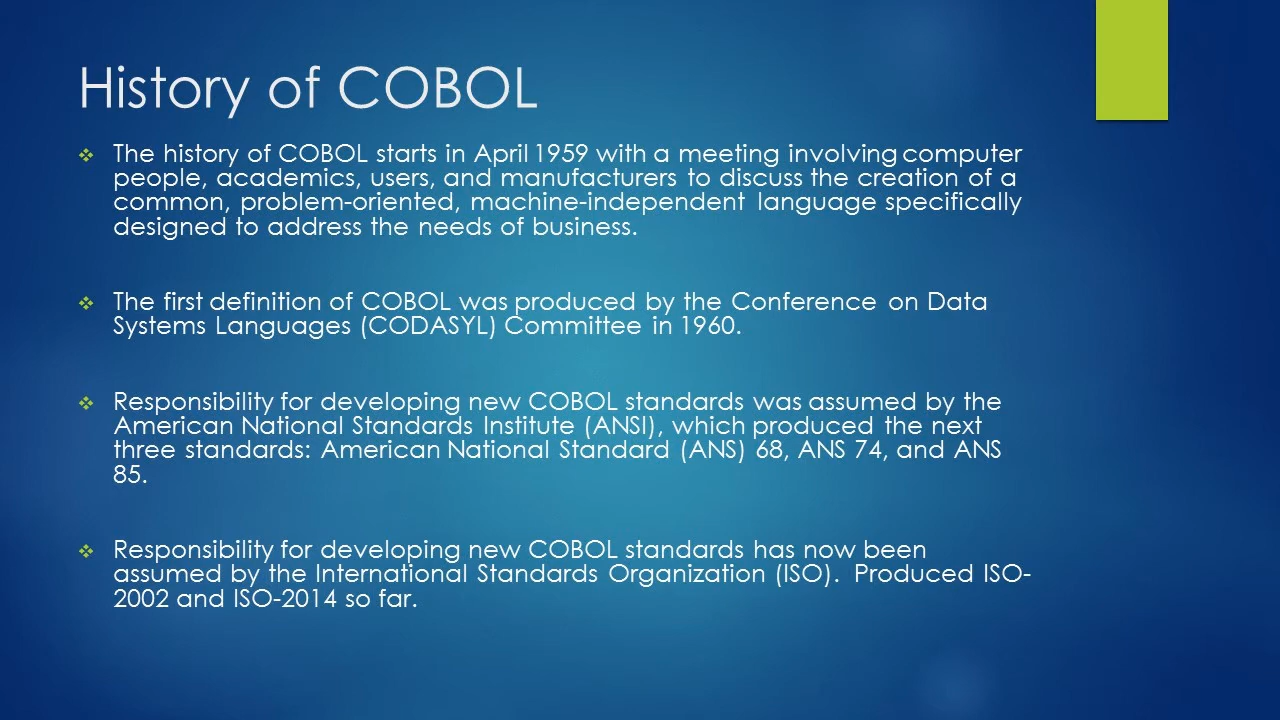 History of COBOL
The history of COBOL starts in April 1959 with a meeting involving computer
people, academics, users, and manufacturers to discuss the creation of a
common, problem-oriented, machine-independent language specifically
designed to address the needs of business.
The first definition of COBOL was produced by the Conference on Data
Systems Languages (CODASYL) Committee in 1960.
Responsibility for developing new COBOL standards was assumed by the
American National Standards Institute (ANSI), which produced the next
three standards: American National Standard (ANS) 68, ANS 74, and ANS
85.
Responsibility for developing new COBOL standards has now been
assumed by the International Standards Organization (ISO). Produced ISO-
2002 and ISO-2014 so far.